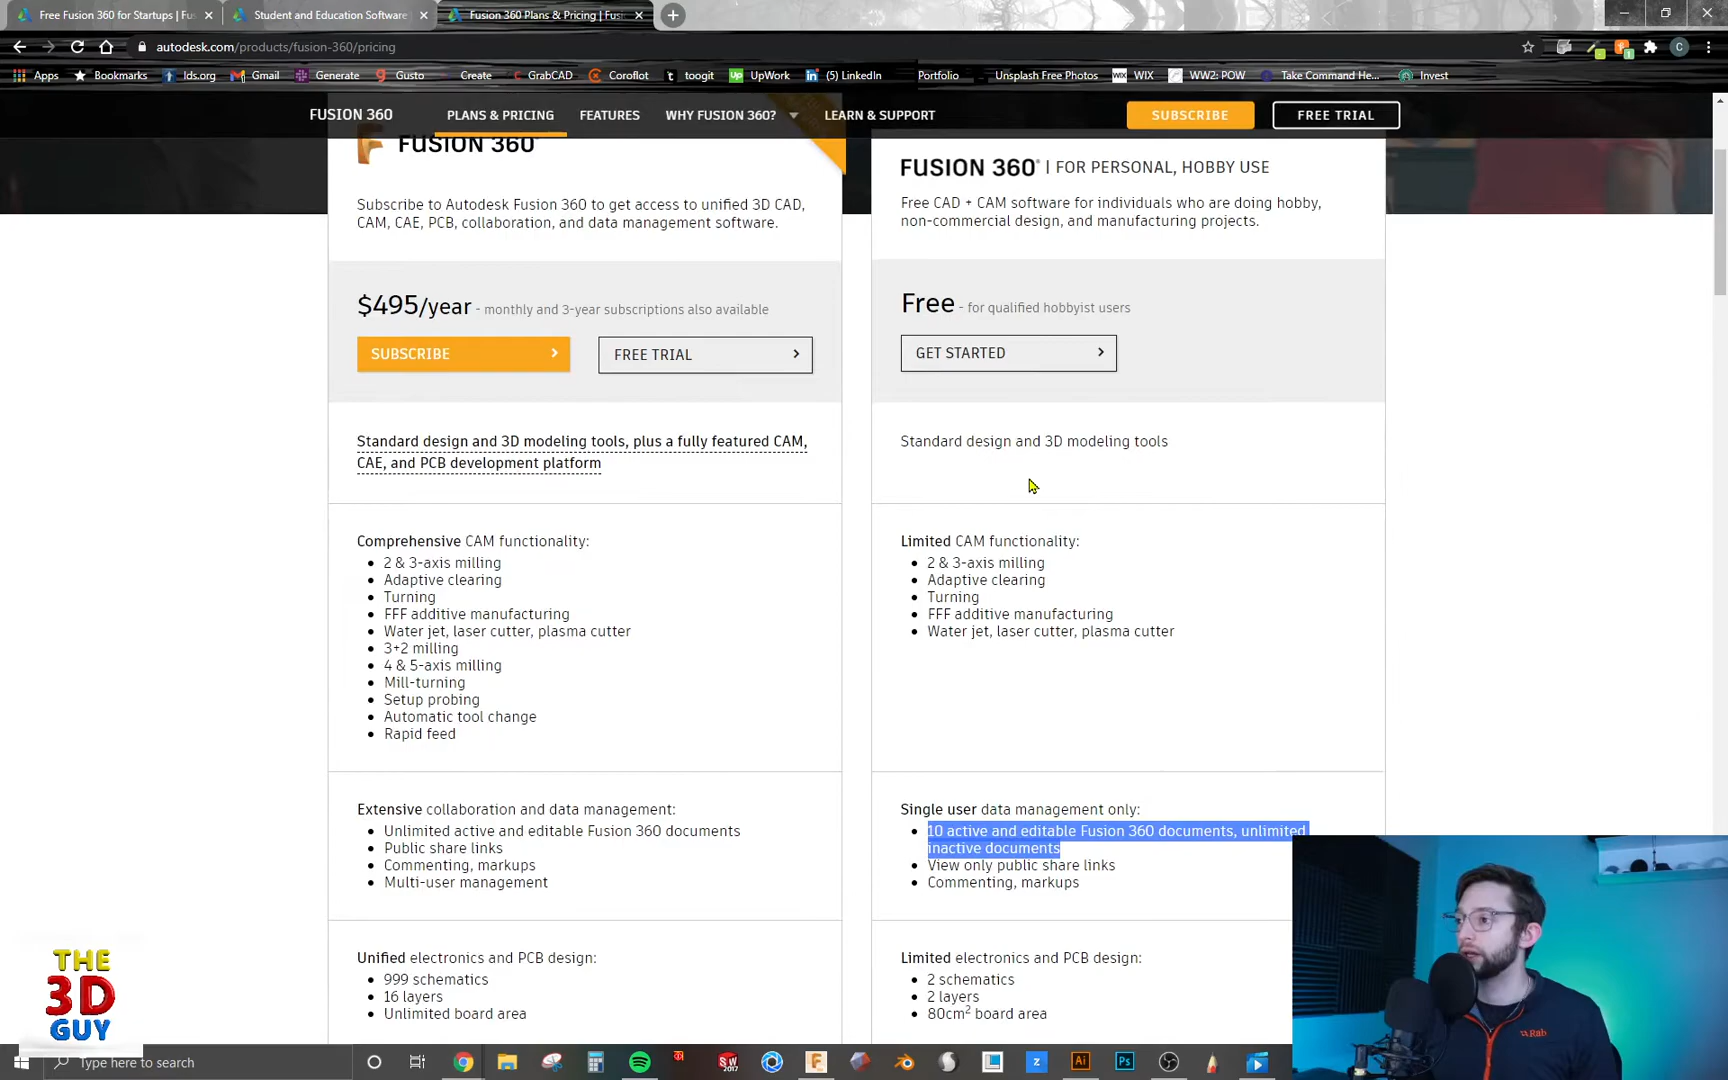 Free Fusion 360 for Startups | Fus
Student and Education Software
Fusion 360 Plans & Pricing | Fusi
autodesk.com/products/fusion-360/pricing
C
Apps
Bookmarks
lds.org
Gmail
Generate
Gusto
Create
GrabCAD
Coroflot
toogit
UpWork
(5) LinkedIn
Portfolio
Unsplash Free Photos
WIX
WW2: POW
Take Command He...
Invest
FUSION 360
PLANS & PRICING
FEATURES
WHY FUSION 360?
LEARN & SUPPORT
SUBSCRIBE
FREE TRIAL
FUSION 360
Subscribe to Autodesk Fusion 360 to get access to unified 3D CAD,
CAM, CAE, PCB, collaboration, and data management software.
$495/year - monthly and 3-year subscriptions also available
SUBSCRIBE
FREE TRIAL
Standard design and 3D modeling tools, plus a fully featured CAM,
CAE, and PCB development platform
Comprehensive CAM functionality:
2 & 3-axis milling
Adaptive clearing
Turning
FFF additive manufacturing
Water jet, laser cutter, plasma cutter
3+2 milling
4 & 5-axis milling
Mill-turning
Setup probing
Automatic tool change
Rapid feed
Extensive collaboration and data management:
Unlimited active and editable Fusion 360 documents
Public share links
Commenting, markups
Multi-user management
Unified electronics and PCB design:
999 schematics
16 layers
Unlimited board area
FUSION 360® | FOR PERSONAL, HOBBY USE
Free CAD + CAM software for individuals who are doing hobby,
non-commercial design, and manufacturing projects.
Free - for qualified hobbyist users
GET STARTED
Standard design and 3D modeling tools
Limited CAM functionality:
2 & 3-axis milling
Adaptive clearing
Turning
FFF additive manufacturing
Water jet, laser cutter, plasma cutter
Single user data management only:
10 active and editable Fusion 360 documents, unlimited
inactive documents
View only public share links
Commenting, markups
Limited electronics and PCB design:
2 schematics
2 layers
80cm² board area
THE
3D
GUY
Rab
Type here to search
SW
2017
Z
Ai
Ps